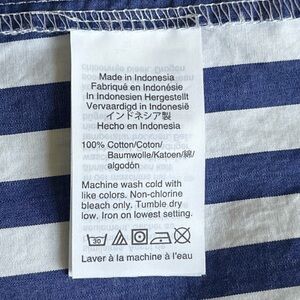 Made in Indonesia
Fabriqué en Indonésie
In Indonesien Hergestellt
Vervaardigd in Indonesië
インドネシア製
Hecho en Indonesia
100% Cotton/Coton/
Baumwolle/Katoen/綿/
algodón
Machine wash cold with
like colors. Non-chlorine
bleach only. Tumble dry
low. Iron on lowest setting.
30
Laver à la machine à l'eau